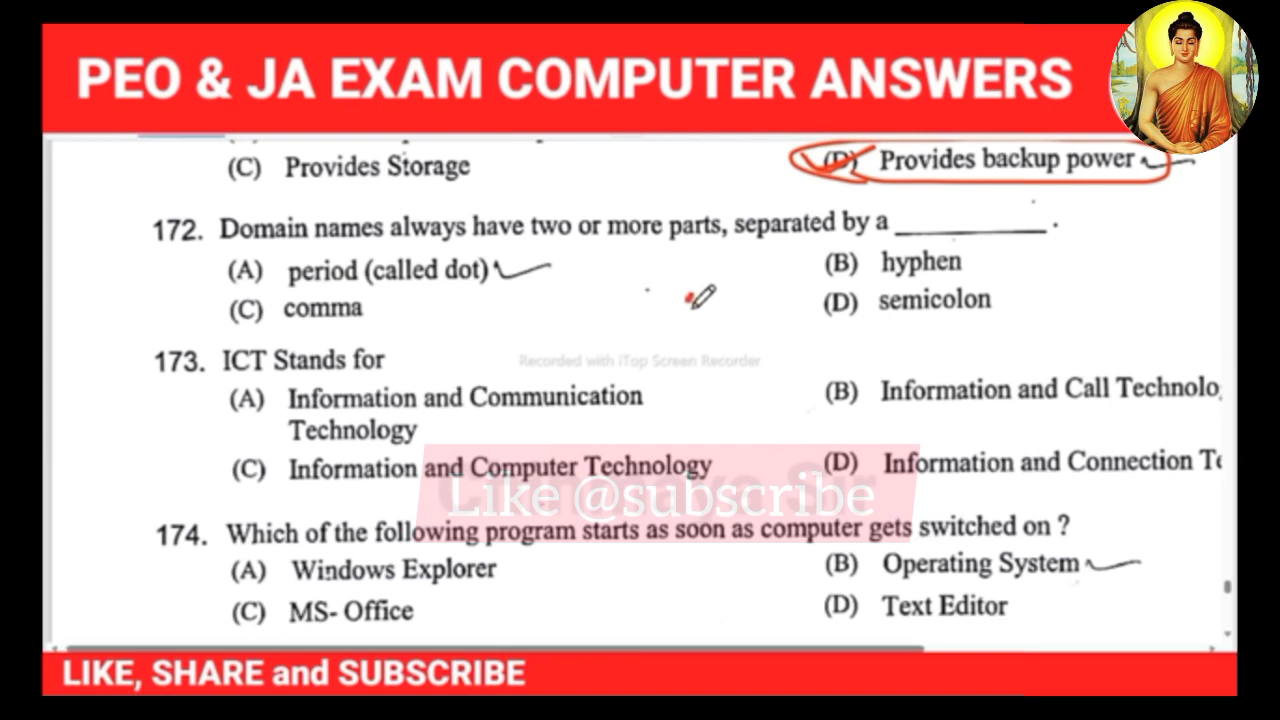 PEO & JA EXAM COMPUTER ANSWERS
(C) Provides Storage (D) Provides backup power
172. Domain names always have two or more parts, separated by a __________ .
(A) period (called dot) (B) hyphen
(C) comma (D) semicolon
173. ICT Stands for
Recorded with iTop Screen Recorder
(A) Information and Communication (B) Information and Call Technolo
Technology
(C) Information and Computer Technology (D) Information and Connection Te
Like @subscribe
174. Which of the following program starts as soon as computer gets switched on ?
(A) Windows Explorer (B) Operating System
(C) MS- Office (D) Text Editor
LIKE, SHARE and SUBSCRIBE